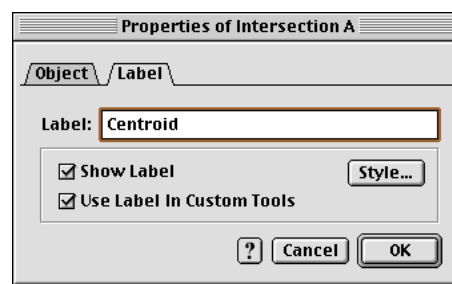 Properties of Intersection A
Object Label
Label: Centroid
Show Label Style...
Use Label In Custom Tools
? Cancel OK